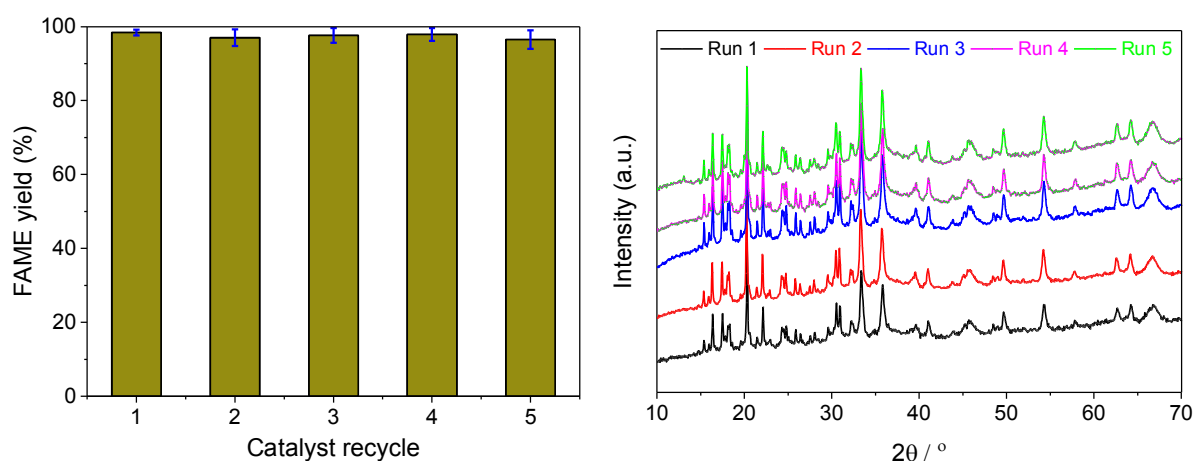 100
80
60
40
20
0
FAME yield (%)
1 2 3 4 5
Catalyst recycle
Run 1 Run 2 Run 3 Run 4 Run 5
Intensity (a.u.)
10 20 30 40 50 60 70
2θ / º